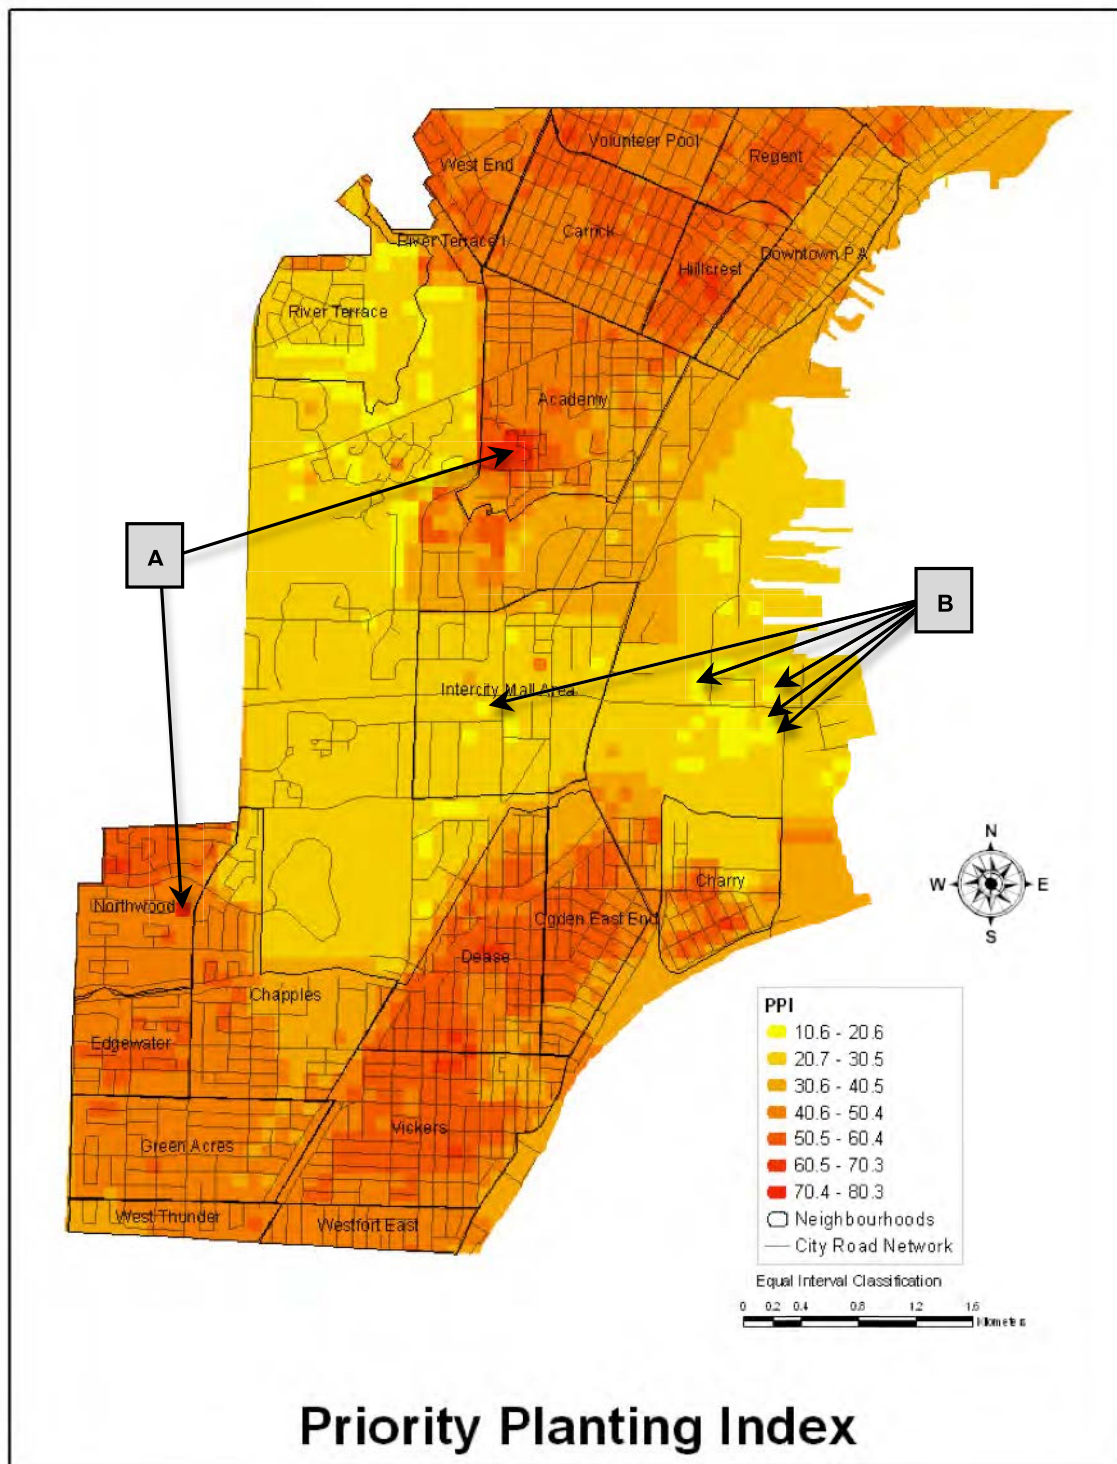 Volunteer Pool
Regent
West End
Carrick
River Terrace I
Downtown P.A
Hillcrest
River Terrace
Academy
A
B
Intercity Mall Area
N
W
E
S
Charry
Northwood
Ogden East End
Dease
Chapples
Edgewater
Vickers
Green Acres
West Thunder
Westfort East
PPI
10.6 - 20.6
20.7 - 30.5
30.6 - 40.5
40.6 - 50.4
50.5 - 60.4
60.5 - 70.3
70.4 - 80.3
Neighbourhoods
City Road Network
Equal Interval Classification
0 0.2 0.4 0.8 1.2 1.6
Kilometers
Priority Planting Index